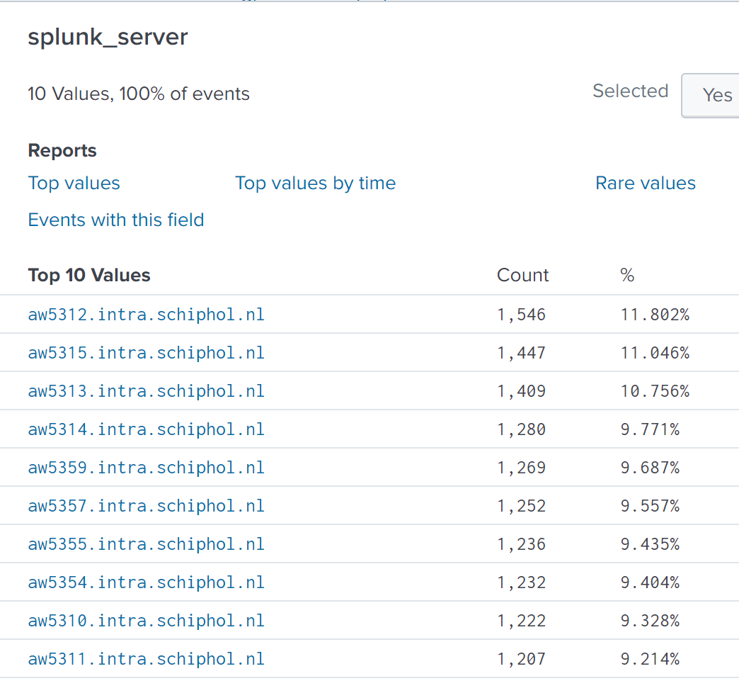 splunk_server
10 Values, 100% of events Selected Yes
Reports
Top values Top values by time Rare values
Events with this field
Top 10 Values Count %
aw5312.intra.schiphol.nl 1,546 11.802%
aw5315.intra.schiphol.nl 1,447 11.046%
aw5313.intra.schiphol.nl 1,409 10.756%
aw5314.intra.schiphol.nl 1,280 9.771%
aw5359.intra.schiphol.nl 1,269 9.687%
aw5357.intra.schiphol.nl 1,252 9.557%
aw5355.intra.schiphol.nl 1,236 9.435%
aw5354.intra.schiphol.nl 1,232 9.404%
aw5310.intra.schiphol.nl 1,222 9.328%
aw5311.intra.schiphol.nl 1,207 9.214%